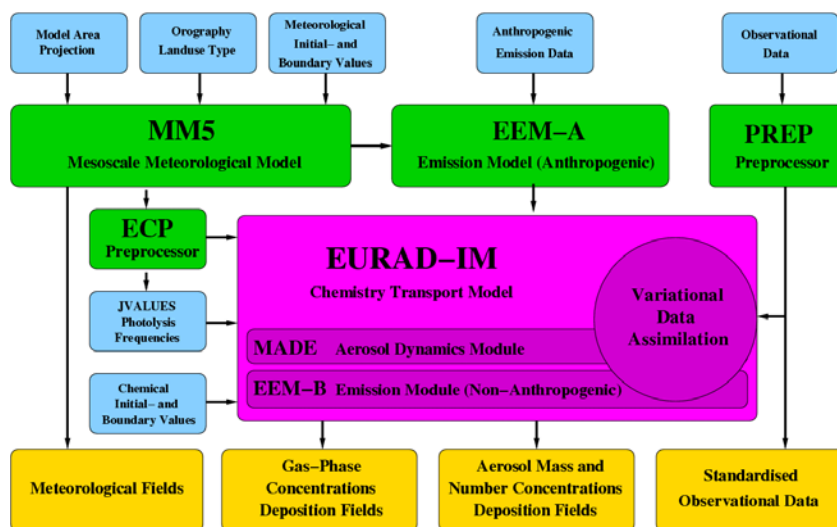 Model Area
Projection
Orography
Landuse Type
Meteorological
Initial– and
Boundary Values
Anthropogenic
Emission Data
Observational
Data
MM5
Mesoscale Meteorological Model
EEM–A
Emission Model (Anthropogenic)
PREP
Preprocessor
ECP
Preprocessor
EURAD–IM
Chemistry Transport Model
Variational
Data
Assimilation
JVALUES
Photolysis
Frequencies
MADE Aerosol Dynamics Module
EEM–B Emission Module (Non–Anthropogenic)
Chemical
Initial– and
Boundary Values
Meteorological Fields
Gas–Phase
Concentrations
Deposition Fields
Aerosol Mass and
Number Concentrations
Deposition Fields
Standardised
Observational Data